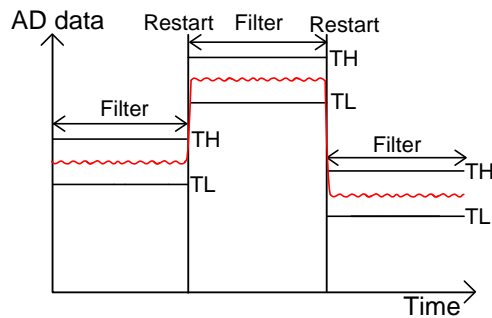 AD data
Restart
Filter
Restart
TH
TL
Filter
TH
TL
Filter
TH
TL
Time